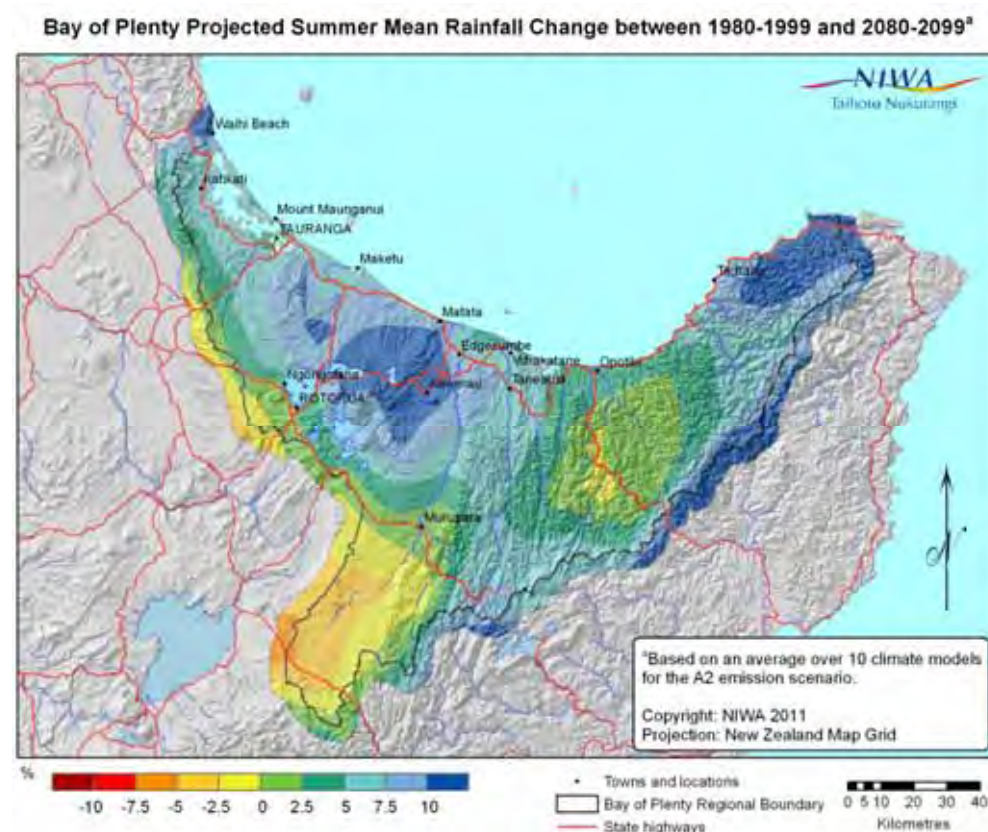 Bay of Plenty Projected Summer Mean Rainfall Change between 1980-1999 and 2080-2099ª
NIWA
Taihoro Nukurangi
Waihi Beach
Katikati
Mount Maunganui
TAURANGA
Maketu
Matata
Edgecumbe
Whakatane
Opotiki
Taneatua
Ngongotaha
Kawerau
ROTORUA
Murupara
ªBased on an average over 10 climate models
for the A2 emission scenario.
Copyright: NIWA 2011
Projection: New Zealand Map Grid
%
-10 -7.5 -5 -2.5 0 2.5 5 7.5 10
Towns and locations
Bay of Plenty Regional Boundary
State highways
0 5 10 20 30 40
Kilometres